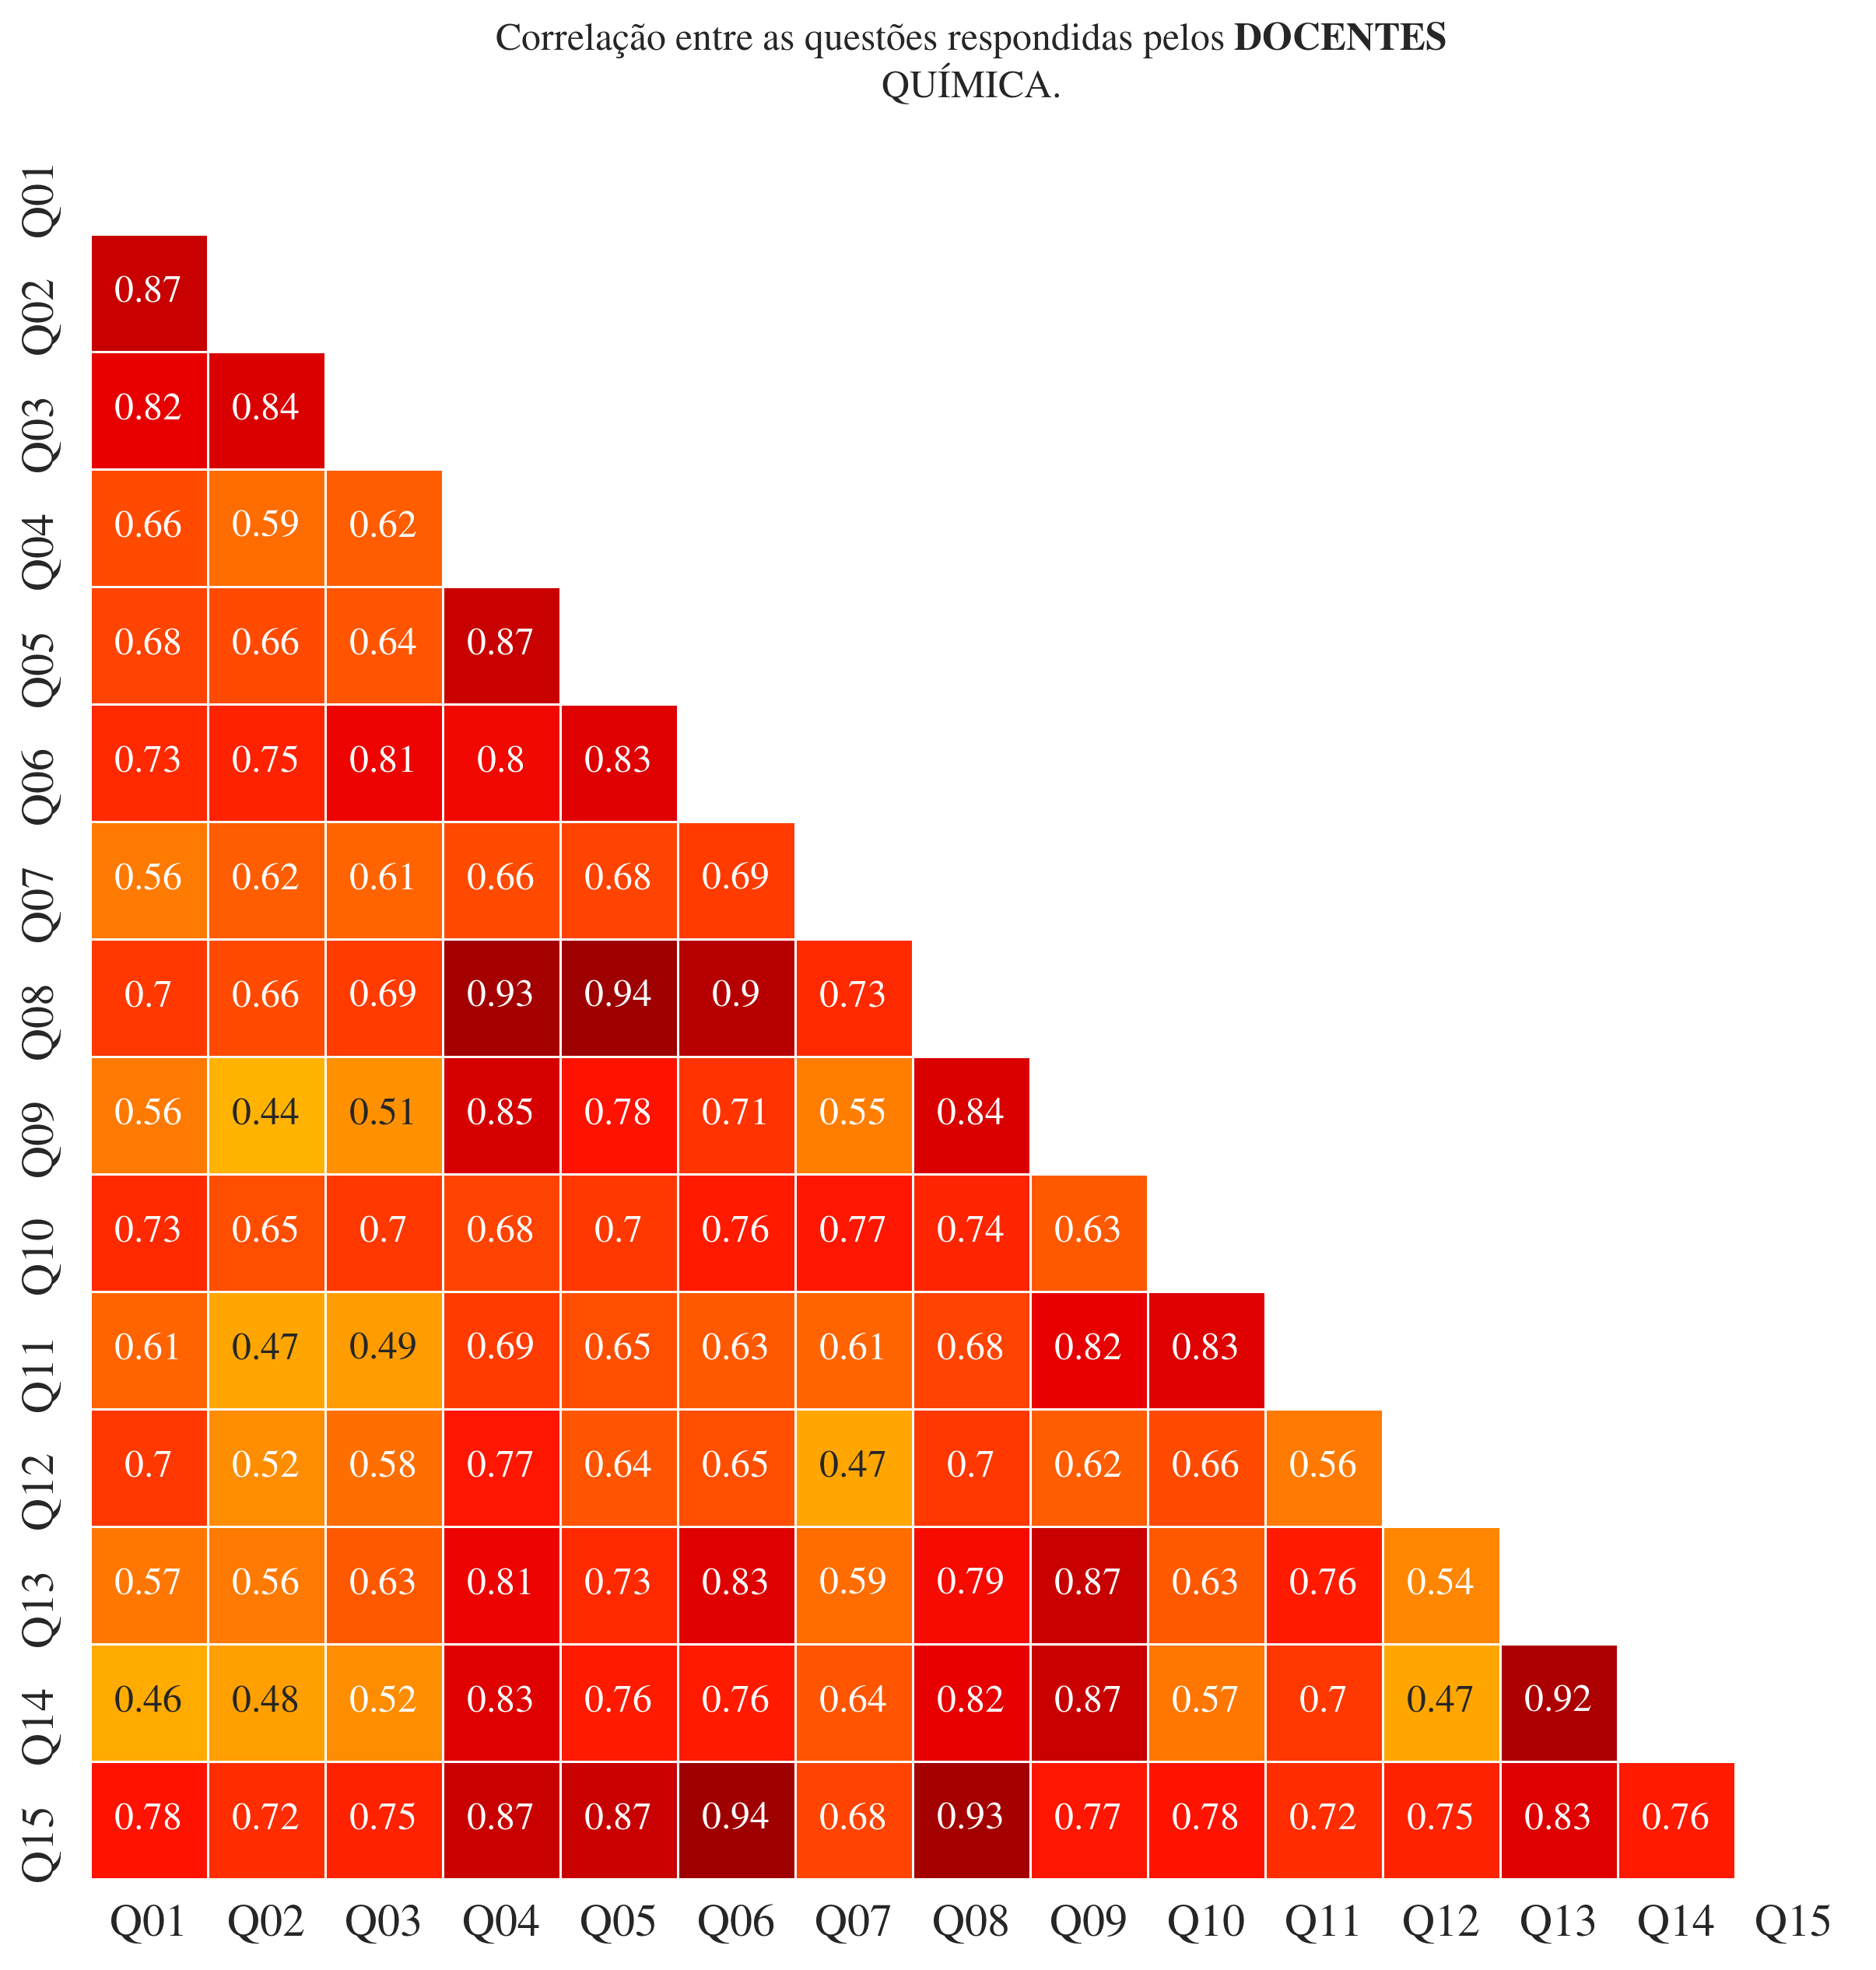 Correlação entre as questões respondidas pelos DOCENTES
QUÍMICA.
Q01
Q02 0.87
Q03 0.82 0.84
Q04 0.66 0.59 0.62
Q05 0.68 0.66 0.64 0.87
Q06 0.73 0.75 0.81 0.8 0.83
Q07 0.56 0.62 0.61 0.66 0.68 0.69
Q08 0.7 0.66 0.69 0.93 0.94 0.9 0.73
Q09 0.56 0.44 0.51 0.85 0.78 0.71 0.55 0.84
Q10 0.73 0.65 0.7 0.68 0.7 0.76 0.77 0.74 0.63
Q11 0.61 0.47 0.49 0.69 0.65 0.63 0.61 0.68 0.82 0.83
Q12 0.7 0.52 0.58 0.77 0.64 0.65 0.47 0.7 0.62 0.66 0.56
Q13 0.57 0.56 0.63 0.81 0.73 0.83 0.59 0.79 0.87 0.63 0.76 0.54
Q14 0.46 0.48 0.52 0.83 0.76 0.76 0.64 0.82 0.87 0.57 0.7 0.47 0.92
Q15 0.78 0.72 0.75 0.87 0.87 0.94 0.68 0.93 0.77 0.78 0.72 0.75 0.83 0.76
Q01 Q02 Q03 Q04 Q05 Q06 Q07 Q08 Q09 Q10 Q11 Q12 Q13 Q14 Q15